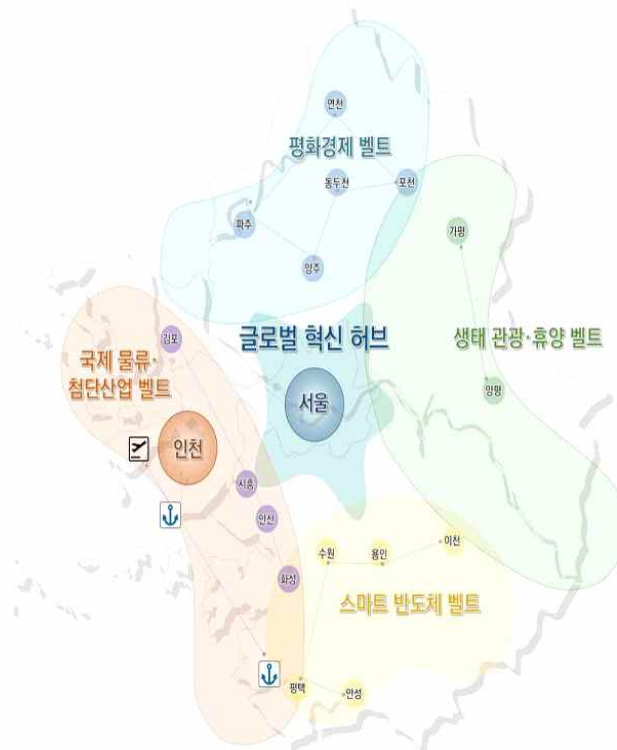 연천
평화경제 벨트
동두천
포천
파주
양주
가평
김포
글로벌 혁신 허브
생태 관광·휴양 벨트
국제 물류·
첨단산업 벨트
서울
양평
인천
시흥
안산
수원
용인
이천
화성
스마트 반도체 벨트
평택
안성